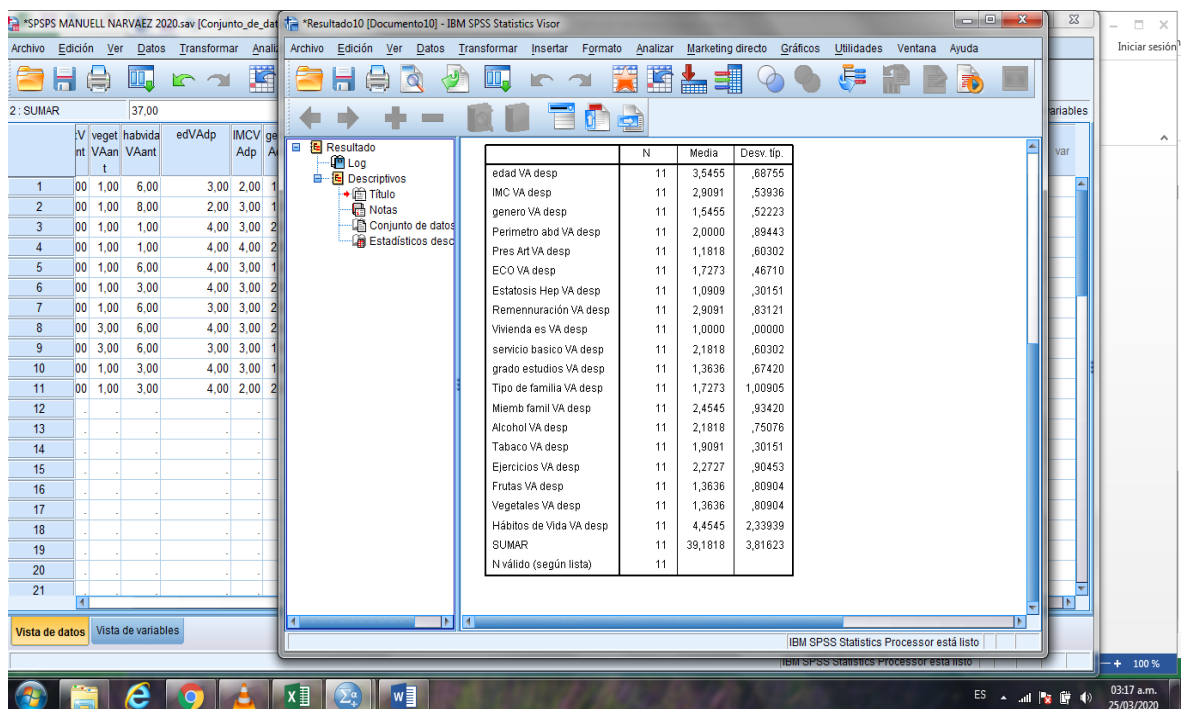 *SPSPS MANUELL NARVAEZ 2020.sav [Conjunto_de_dat
Archivo Edición Ver Datos Transformar Analiz
2 : SUMAR 37,00
veget VAant habvida VAant edVAdp IMCV Adp
1 00 1,00 6,00 3,00 2,00 1
2 00 1,00 8,00 2,00 3,00 1
3 00 1,00 1,00 4,00 3,00 2
4 00 1,00 1,00 4,00 4,00 2
5 00 1,00 6,00 4,00 3,00 1
6 00 1,00 3,00 4,00 3,00 2
7 00 1,00 6,00 3,00 3,00 2
8 00 3,00 6,00 4,00 3,00 2
9 00 3,00 6,00 3,00 3,00 1
10 00 1,00 3,00 4,00 3,00 1
11 00 1,00 3,00 4,00 2,00 2
12
13
14
15
16
17
18
19
20
21
Vista de datos Vista de variables
*Resultado10 [Documento10] - IBM SPSS Statistics Visor
Archivo Edición Ver Datos Transformar Insertar Formato Analizar Marketing directo Gráficos Utilidades Ventana Ayuda
Resultado
Log
Descriptivos
Título
Notas
Conjunto de datos
Estadísticos desc
N Media Desv. típ.
edad VA desp 11 3,5455 ,68755
IMC VA desp 11 2,9091 ,53936
genero VA desp 11 1,5455 ,52223
Perimetro abd VA desp 11 2,0000 ,89443
Pres Art VA desp 11 1,1818 ,60302
ECO VA desp 11 1,7273 ,46710
Estatosis Hep VA desp 11 1,0909 ,30151
Remennuración VA desp 11 2,9091 ,83121
Vivienda es VA desp 11 1,0000 ,00000
servicio basico VA desp 11 2,1818 ,60302
grado estudios VA desp 11 1,3636 ,67420
Tipo de familia VA desp 11 1,7273 1,00905
Miemb famil VA desp 11 2,4545 ,93420
Alcohol VA desp 11 2,1818 ,75076
Tabaco VA desp 11 1,9091 ,30151
Ejercicios VA desp 11 2,2727 ,90453
Frutas VA desp 11 1,3636 ,80904
Vegetales VA desp 11 1,3636 ,80904
Hábitos de Vida VA desp 11 4,4545 2,33939
SUMAR 11 39,1818 3,81623
N válido (según lista) 11
IBM SPSS Statistics Processor está listo
IBM SPSS Statistics Processor está listo
ariables
var
Iniciar sesión
100 %
ES
03:17 a.m.
25/03/2020